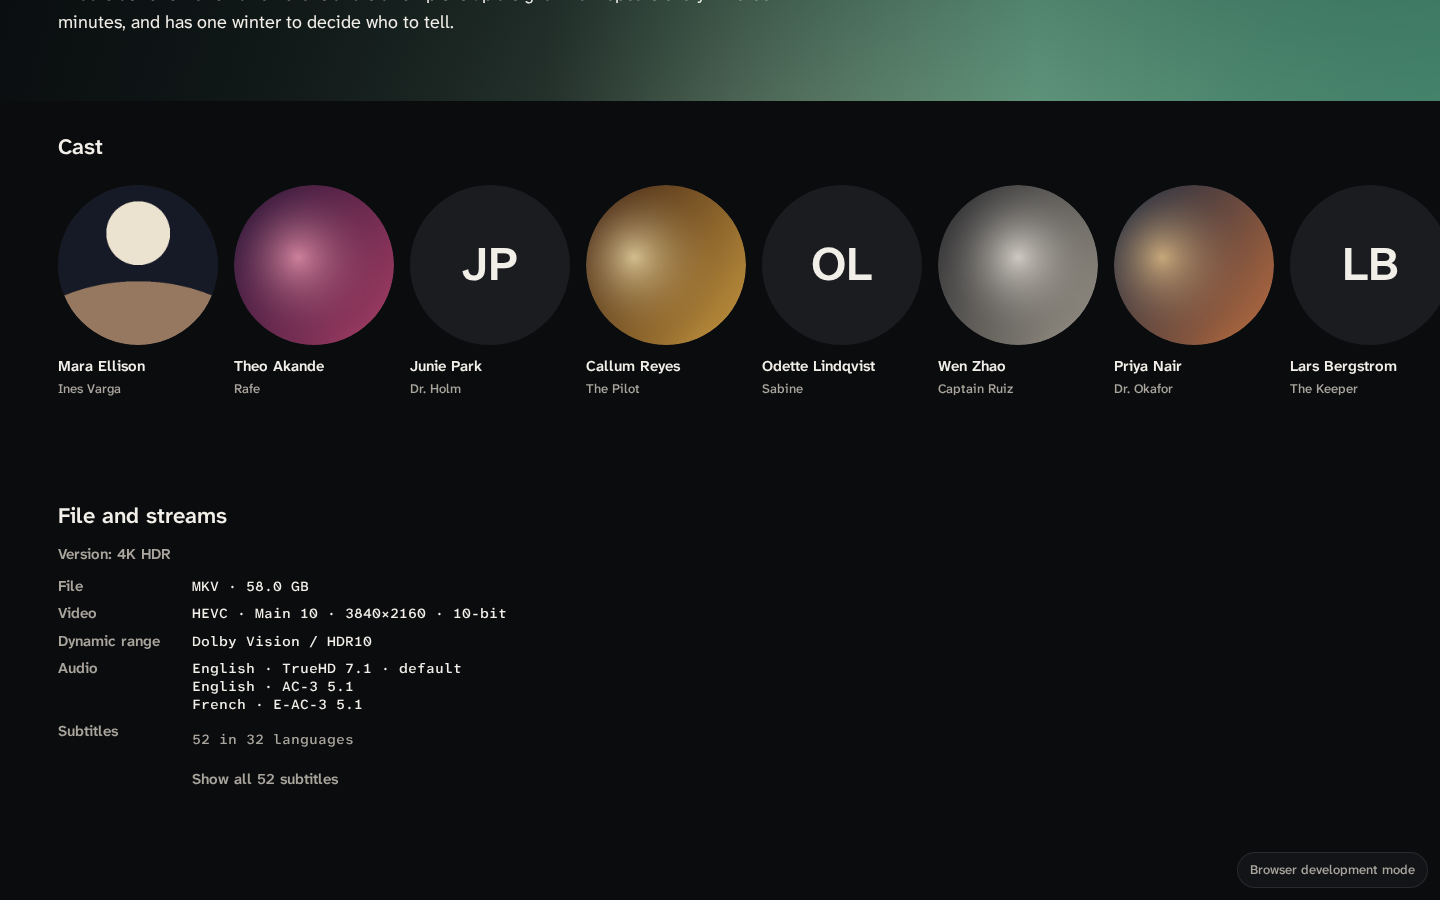 minutes, and has one winter to decide who to tell.
Cast
JP
OL
LB
Mara Ellison
Theo Akande
Junie Park
Callum Reyes
Odette Lindqvist
Wen Zhao
Priya Nair
Lars Bergstrom
Ines Varga
Rafe
Dr. Holm
The Pilot
Sabine
Captain Ruiz
Dr. Okafor
The Keeper
File and streams
Version: 4K HDR
File MKV · 58.0 GB
Video HEVC · Main 10 · 3840×2160 · 10-bit
Dynamic range Dolby Vision / HDR10
Audio English · TrueHD 7.1 · default
English · AC-3 5.1
French · E-AC-3 5.1
Subtitles 52 in 32 languages
Show all 52 subtitles
Browser development mode